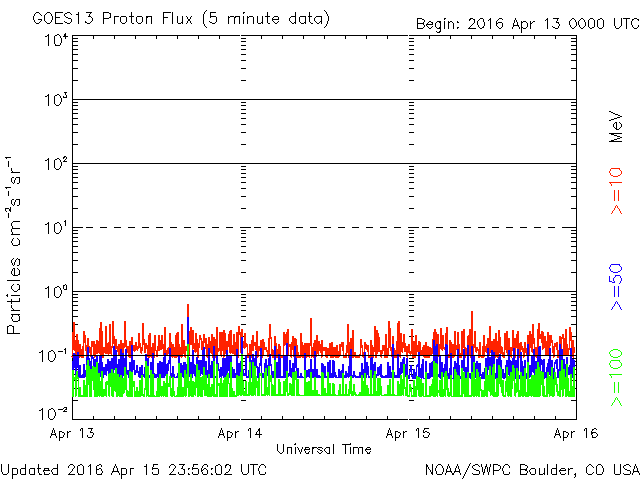 GOES13 Proton Flux (5 minute data)
Begin: 2016 Apr 13 0000 UTC
Particles cm⁻²s⁻¹sr⁻¹
10⁴
10³
10²
10¹
10⁰
10⁻¹
10⁻²
Apr 13
Apr 14
Apr 15
Apr 16
Universal Time
MeV
>=10
>=50
>=100
Updated 2016 Apr 15 23:56:02 UTC
NOAA/SWPC Boulder, CO USA